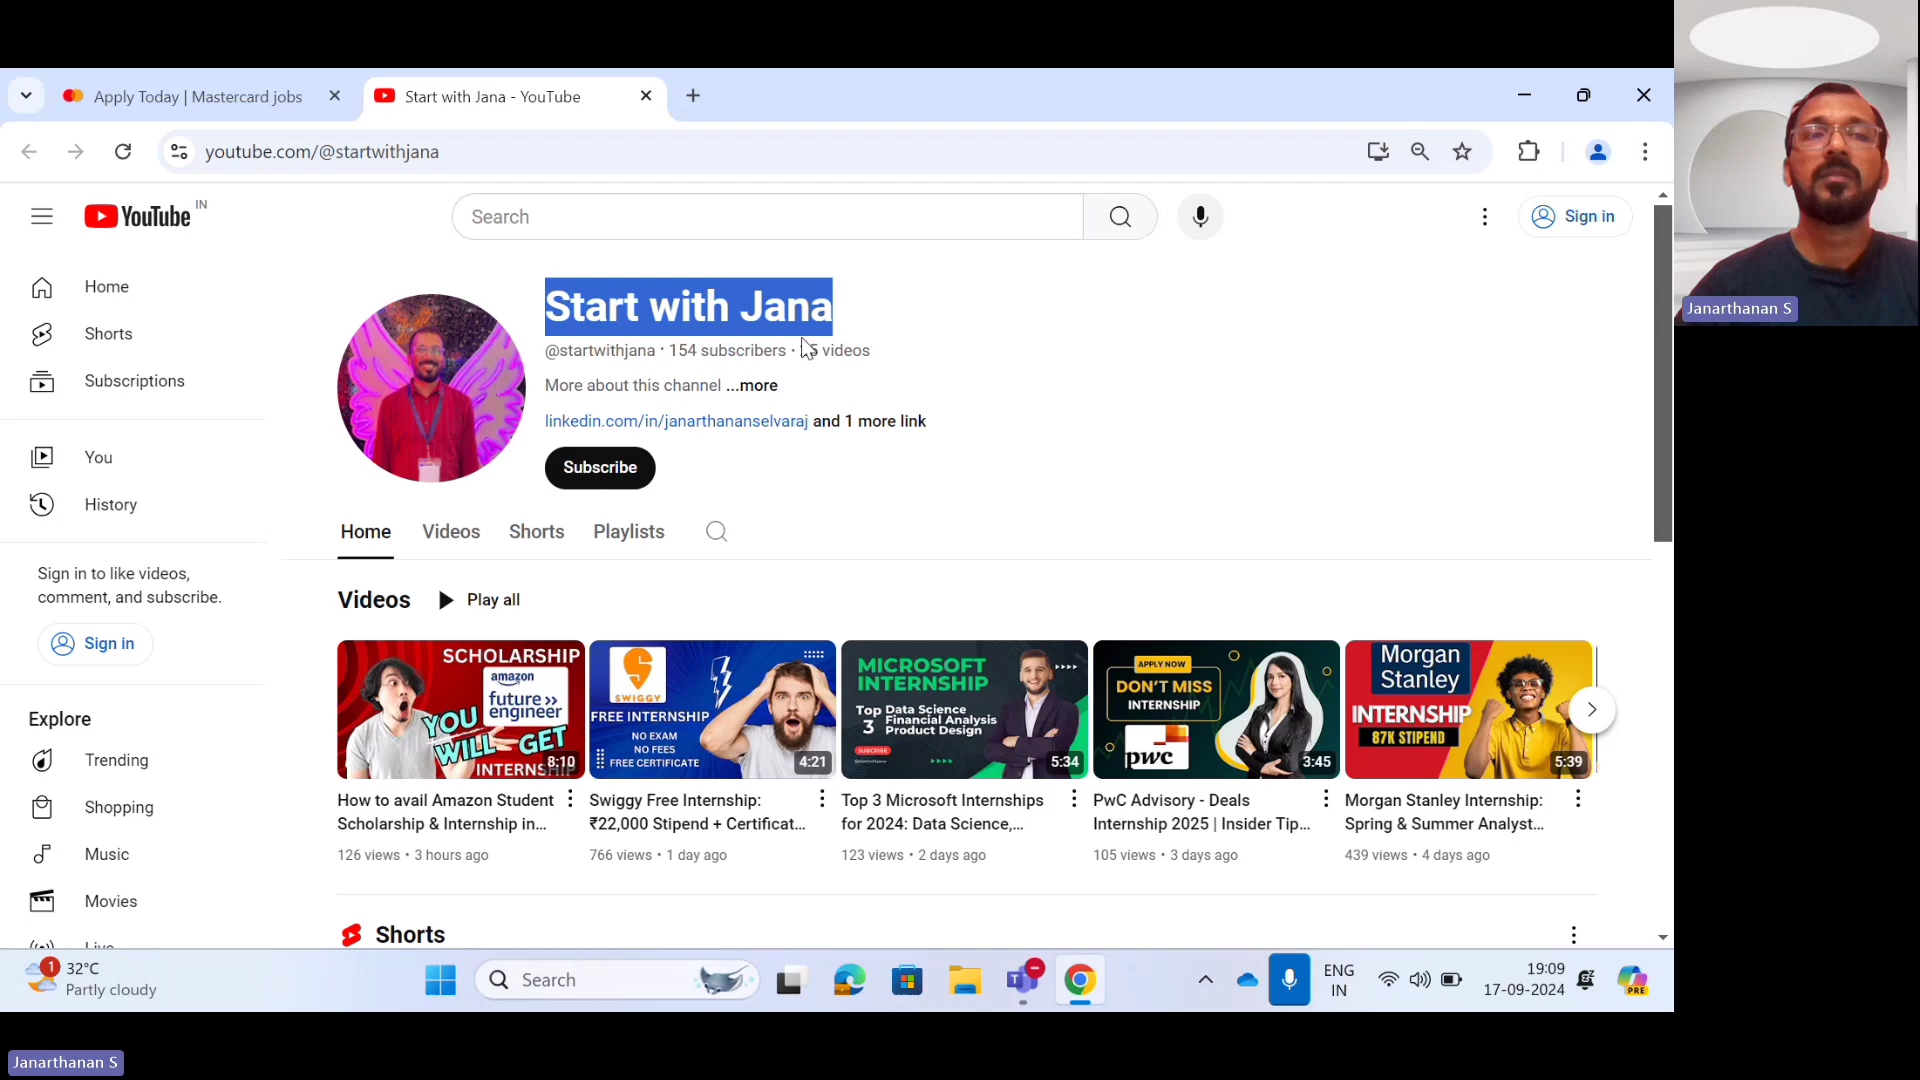 Apply Today | Mastercard jobs
Start with Jana - YouTube
youtube.com/@startwithjana
YouTube IN
Search
Sign in
Home
Shorts
Subscriptions
You
History
Sign in to like videos,
comment, and subscribe.
Sign in
Explore
Trending
Shopping
Music
Movies
Live
Start with Jana
@startwithjana · 154 subscribers · 5 videos
More about this channel ...more
linkedin.com/in/janarthananselvaraj and 1 more link
Subscribe
Home Videos Shorts Playlists
Videos Play all
SCHOLARSHIP
amazon
future >>
engineer
YOU
WILL GET
INTERNSHIP
8:10
How to avail Amazon Student
Scholarship & Internship in...
126 views • 3 hours ago
SWIGGY
FREE INTERNSHIP
NO EXAM
NO FEES
FREE CERTIFICATE
4:21
Swiggy Free Internship:
₹22,000 Stipend + Certificat...
766 views • 1 day ago
MICROSOFT
INTERNSHIP
Top 3
Data Science
Financial Analysis
Product Design
SUBSCRIBE
5:34
Top 3 Microsoft Internships
for 2024: Data Science,...
123 views • 2 days ago
APPLY NOW
DON'T MISS
INTERNSHIP
pwc
3:45
PwC Advisory - Deals
Internship 2025 | Insider Tip...
105 views • 3 days ago
Morgan
Stanley
INTERNSHIP
87K STIPEND
5:39
Morgan Stanley Internship:
Spring & Summer Analyst...
439 views • 4 days ago
Shorts
1
32°C
Partly cloudy
Search
ENG
IN
19:09
17-09-2024
PRE
Janarthanan S
Janarthanan S